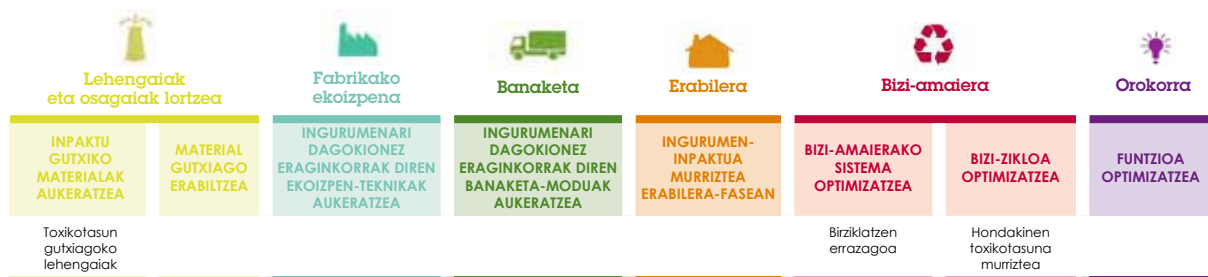 Lehengaiak
eta osagaiak lortzea
Fabrikako
ekoizpena
Banaketa
Erabilera
Bizi-amaiera
Orokorra
INPAKTU
GUTXIKO
MATERIALAK
AUKERATZEA
MATERIAL
GUTXIAGO
ERABILTZEA
INGURUMENARI
DAGOKIONEZ
ERAGINKORRAK DIREN
EKOIZPEN-TEKNIKAK
AUKERATZEA
INGURUMENARI
DAGOKIONEZ
ERAGINKORRAK DIREN
BANAKETA-MODUAK
AUKERATZEA
INGURUMEN-
INPAKTUA
MURRIZTEA
ERABILERA-FASEAN
BIZI-AMAIERAKO
SISTEMA
OPTIMIZATZEA
BIZI-ZIKLOA
OPTIMIZATZEA
FUNTZIOA
OPTIMIZATZEA
Toxikotasun
gutxiagoko
lehengaiak
Birziklatzen
errazagoa
Hondakinen
toxikotasuna
murriztea